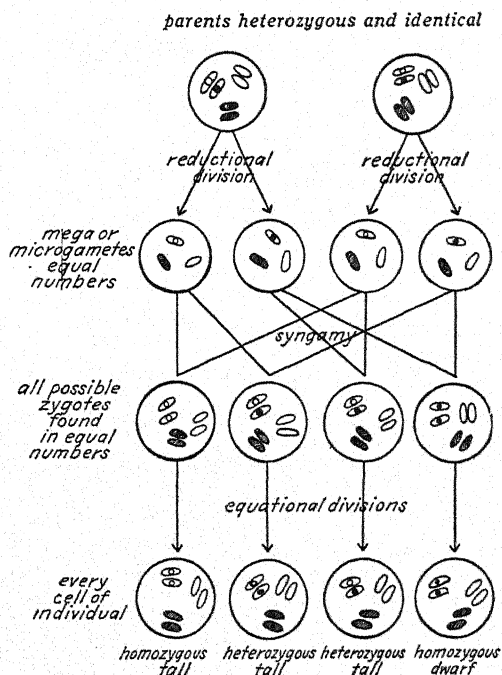 parents heterozygous and identical
reductional
division
reductional
division
mega or
microgametes
equal
numbers
syngamy
all possible
zygotes
found
in equal
numbers
equational divisions
every
cell of
individual
homozygous
tall
heterozygous
tall
heterozygous
tall
homozygous
dwarf